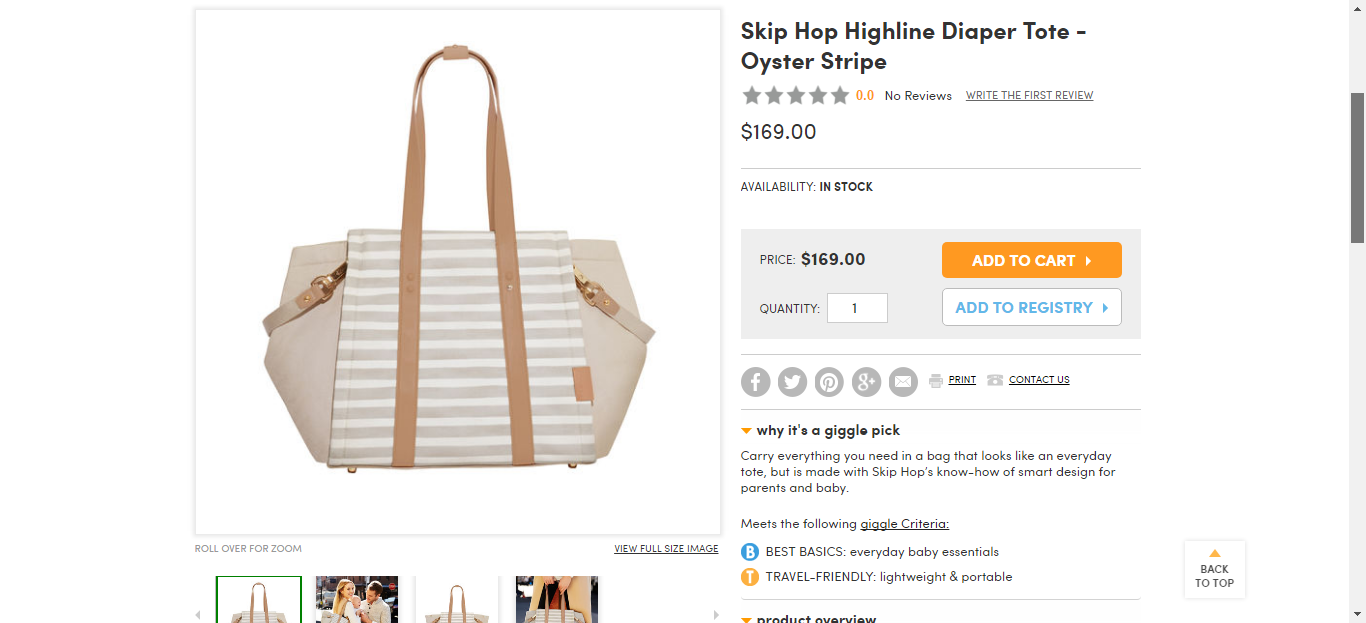 Skip Hop Highline Diaper Tote -
Oyster Stripe
0.0 No Reviews WRITE THE FIRST REVIEW
$169.00
AVAILABILITY: IN STOCK
PRICE: $169.00
ADD TO CART
QUANTITY: 1
ADD TO REGISTRY
f g+ PRINT CONTACT US
why it's a giggle pick
Carry everything you need in a bag that looks like an everyday
tote, but is made with Skip Hop’s know-how of smart design for
parents and baby.
Meets the following giggle Criteria:
B BEST BASICS: everyday baby essentials
T TRAVEL-FRIENDLY: lightweight & portable
product overview
ROLL OVER FOR ZOOM
VIEW FULL SIZE IMAGE
BACK
TO TOP